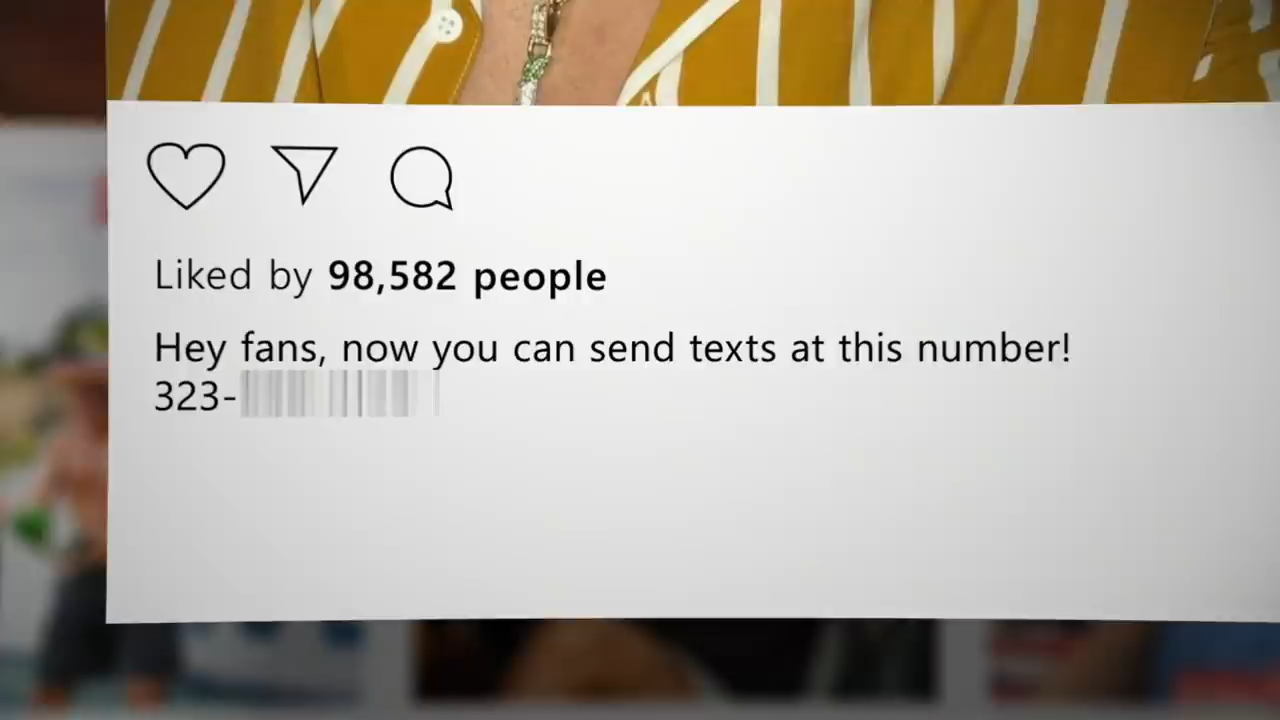 Liked by 98,582 people
Hey fans, now you can send texts at this number!
323-